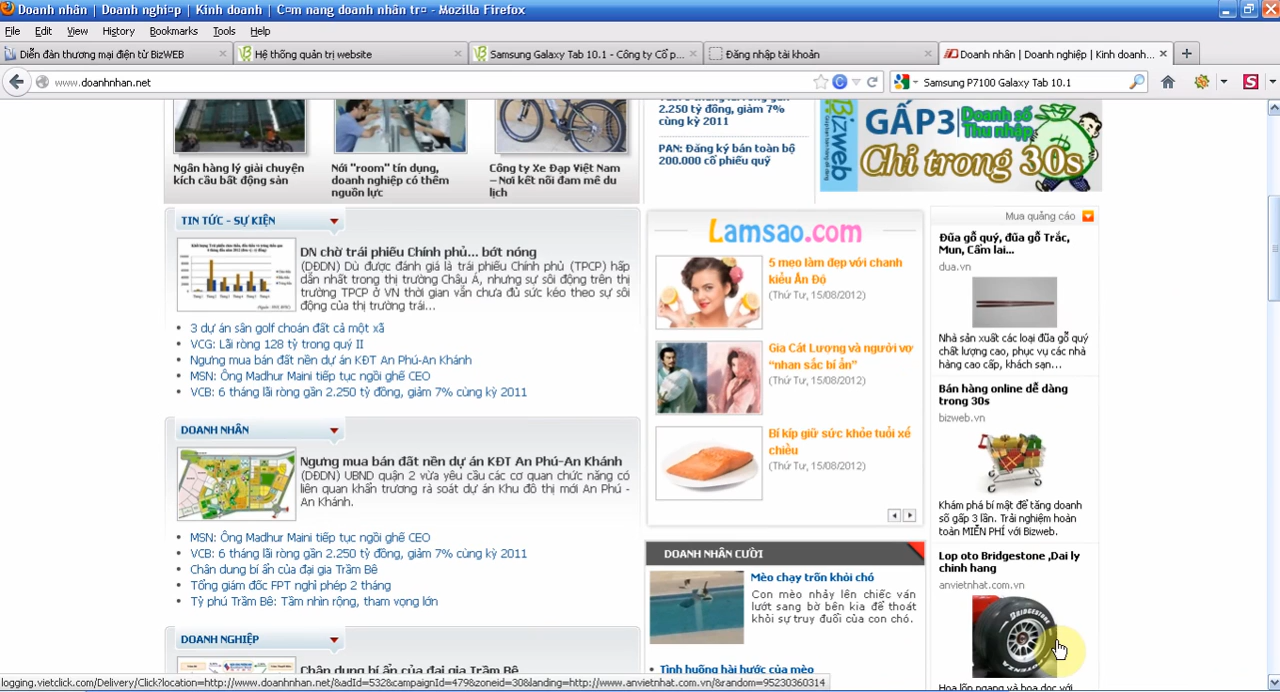 Doanh nhân | Doanh nghi¤p | Kinh doanh | C¤m nang doanh nhân tr¤ - Mozilla Firefox
File Edit View History Bookmarks Tools Help
Diễn đàn thương mại điện tử BizWEB
Hệ thống quản trị website
Samsung Galaxy Tab 10.1 - Công ty Cổ p...
Đăng nhập tài khoản
Doanh nhân | Doanh nghiệp | Kinh doan...
www.doanhnhan.net
Samsung P7100 Galaxy Tab 10.1
Ngân hàng lý giải chuyện
kích cầu bất động sản
Nới "room" tín dụng,
doanh nghiệp có thêm
nguồn lực
Công ty Xe Đạp Việt Nam
– Nơi kết nối đam mê du
lịch
2.250 tỷ đồng, giảm 7%
cùng kỳ 2011
PAN: Đăng ký bán toàn bộ
200.000 cổ phiếu quỹ
Bizweb
GẤP3 Doanh số
Thu nhập
Chỉ trong 30s
TIN TỨC - SỰ KIỆN
DN chờ trái phiếu Chính phủ... bớt nóng
(DĐDN) Dù được đánh giá là trái phiếu Chính phủ (TPCP) hấp
dẫn nhất trong thị trường Châu Á, nhưng sự sôi động trên thị
trường TPCP ở VN thời gian vẫn chưa đủ sức kéo theo sự sôi
động của thị trường trái...
3 dự án sân golf choán đất cả một xã
VCG: Lãi ròng 128 tỷ trong quý II
Ngưng mua bán đất nền dự án KĐT An Phú-An Khánh
MSN: Ông Madhur Maini tiếp tục ngồi ghế CEO
VCB: 6 tháng lãi ròng gần 2.250 tỷ đồng, giảm 7% cùng kỳ 2011
DOANH NHÂN
Ngưng mua bán đất nền dự án KĐT An Phú-An Khánh
(DĐDN) UBND quận 2 vừa yêu cầu các cơ quan chức năng có
liên quan khẩn trương rà soát dự án Khu đô thị mới An Phú -
An Khánh.
MSN: Ông Madhur Maini tiếp tục ngồi ghế CEO
VCB: 6 tháng lãi ròng gần 2.250 tỷ đồng, giảm 7% cùng kỳ 2011
Chân dung bí ẩn của đại gia Trầm Bê
Tổng giám đốc FPT nghỉ phép 2 tháng
Tỷ phú Trầm Bê: Tầm nhìn rộng, tham vọng lớn
DOANH NGHIỆP
Chân dung bí ẩn của đại gia Trầm Bê
Lamsao.com
5 mẹo làm đẹp với chanh
kiểu Ấn Độ
(Thứ Tư, 15/08/2012)
Gia Cát Lượng và người vợ
“nhan sắc bí ẩn”
(Thứ Tư, 15/08/2012)
Bí kíp giữ sức khỏe tuổi xế
chiều
(Thứ Tư, 15/08/2012)
DOANH NHÂN CƯỜI
Mèo chạy trốn khỏi chó
Con mèo nhảy lên chiếc ván
lướt sang bờ bên kia để thoát
khỏi sự truy đuổi của con chó.
Tình huống hài hước của mèo
Mua quảng cáo
Đũa gỗ quý, đũa gỗ Trắc,
Mun, Cẩm lai...
dua.vn
Nhà sản xuất các loại đũa gỗ quý
chất lượng cao, phục vụ các nhà
hàng cao cấp, khách sạn...
Bán hàng online dễ dàng
trong 30s
bizweb.vn
Khám phá bí mật để tăng doanh
số gấp 3 lần. Trải nghiệm hoàn
toàn MIỄN PHÍ với Bizweb.
Lop oto Bridgestone ,Dai ly
chinh hang
anvietnhat.com.vn
BRIDGESTONE
POTENZA
Hoa lốp ngang và hoa dọc với
logging.vietclick.com/Delivery/Click?location=http://www.doanhnhan.net/&adId=532&campaignId=479&zoneid=30&landing=http://www.anvietnhat.com.vn/&random=95230360314